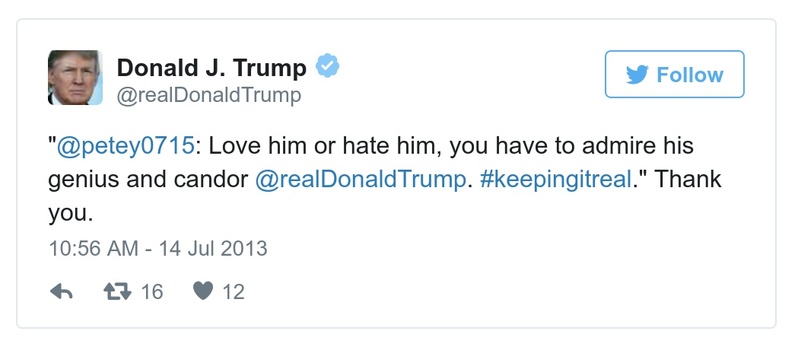 Donald J. Trump
@realDonaldTrump
Follow
"@petey0715: Love him or hate him, you have to admire his
genius and candor @realDonaldTrump. #keepingitreal." Thank
you.
10:56 AM - 14 Jul 2013
16 12